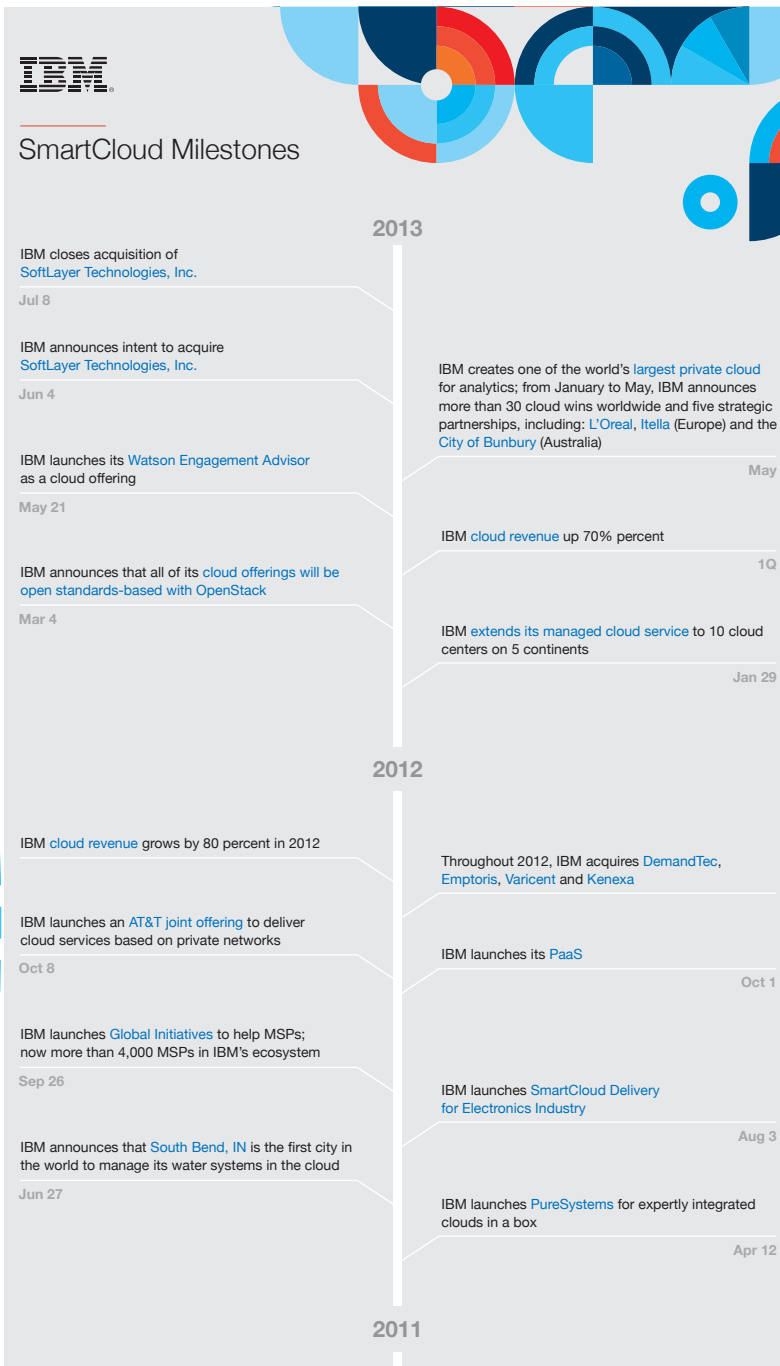 IBM®
SmartCloud Milestones
2013
IBM closes acquisition of
SoftLayer Technologies, Inc.
Jul 8
IBM announces intent to acquire
SoftLayer Technologies, Inc.
Jun 4
IBM creates one of the world's largest private cloud
for analytics; from January to May, IBM announces
more than 30 cloud wins worldwide and five strategic
partnerships, including: L'Oreal, Itella (Europe) and the
City of Bunbury (Australia)
May
IBM launches its Watson Engagement Advisor
as a cloud offering
May 21
IBM cloud revenue up 70% percent
1Q
IBM announces that all of its cloud offerings will be
open standards-based with OpenStack
Mar 4
IBM extends its managed cloud service to 10 cloud
centers on 5 continents
Jan 29
2012
IBM cloud revenue grows by 80 percent in 2012
Throughout 2012, IBM acquires DemandTec,
Emptoris, Varicent and Kenexa
IBM launches an AT&T joint offering to deliver
cloud services based on private networks
Oct 8
IBM launches its PaaS
Oct 1
IBM launches Global Initiatives to help MSPs;
now more than 4,000 MSPs in IBM's ecosystem
Sep 26
IBM launches SmartCloud Delivery
for Electronics Industry
Aug 3
IBM announces that South Bend, IN is the first city in
the world to manage its water systems in the cloud
Jun 27
IBM launches PureSystems for expertly integrated
clouds in a box
Apr 12
2011